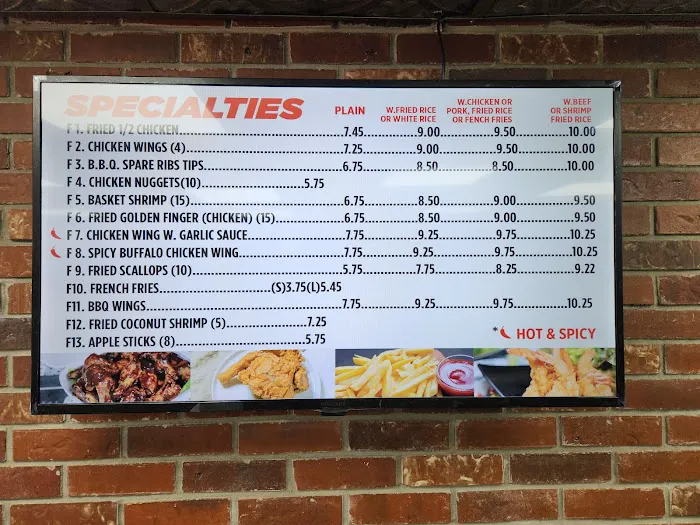 SPECIALTIES
PLAIN W.FRIED RICE OR WHITE RICE W.CHICKEN OR PORK, FRIED RICE OR FENCH FRIES W.BEEF OR SHRIMP FRIED RICE
F 1. FRIED 1/2 CHICKEN.....7.45.....9.00.....9.50.....10.00
F 2. CHICKEN WINGS (4).....7.25.....9.00.....9.50.....10.00
F 3. B.B.Q. SPARE RIBS TIPS.....6.75.....8.50.....8.50.....10.00
F 4. CHICKEN NUGGETS(10).....5.75
F 5. BASKET SHRIMP (15).....6.75.....8.50.....9.00.....9.50
F 6. FRIED GOLDEN FINGER (CHICKEN) (15).....6.75.....8.50.....9.00.....9.50
F 7. CHICKEN WING W. GARLIC SAUCE.....7.75.....9.25.....9.75.....10.25
F 8. SPICY BUFFALO CHICKEN WING.....7.75.....9.25.....9.75.....10.25
F 9. FRIED SCALLOPS (10).....5.75.....7.75.....8.25.....9.22
F10. FRENCH FRIES.....(S)3.75(L)5.45
F11. BBQ WINGS.....7.75.....9.25.....9.75.....10.25
F12. FRIED COCONUT SHRIMP (5).....7.25
F13. APPLE STICKS (8).....5.75
* HOT & SPICY